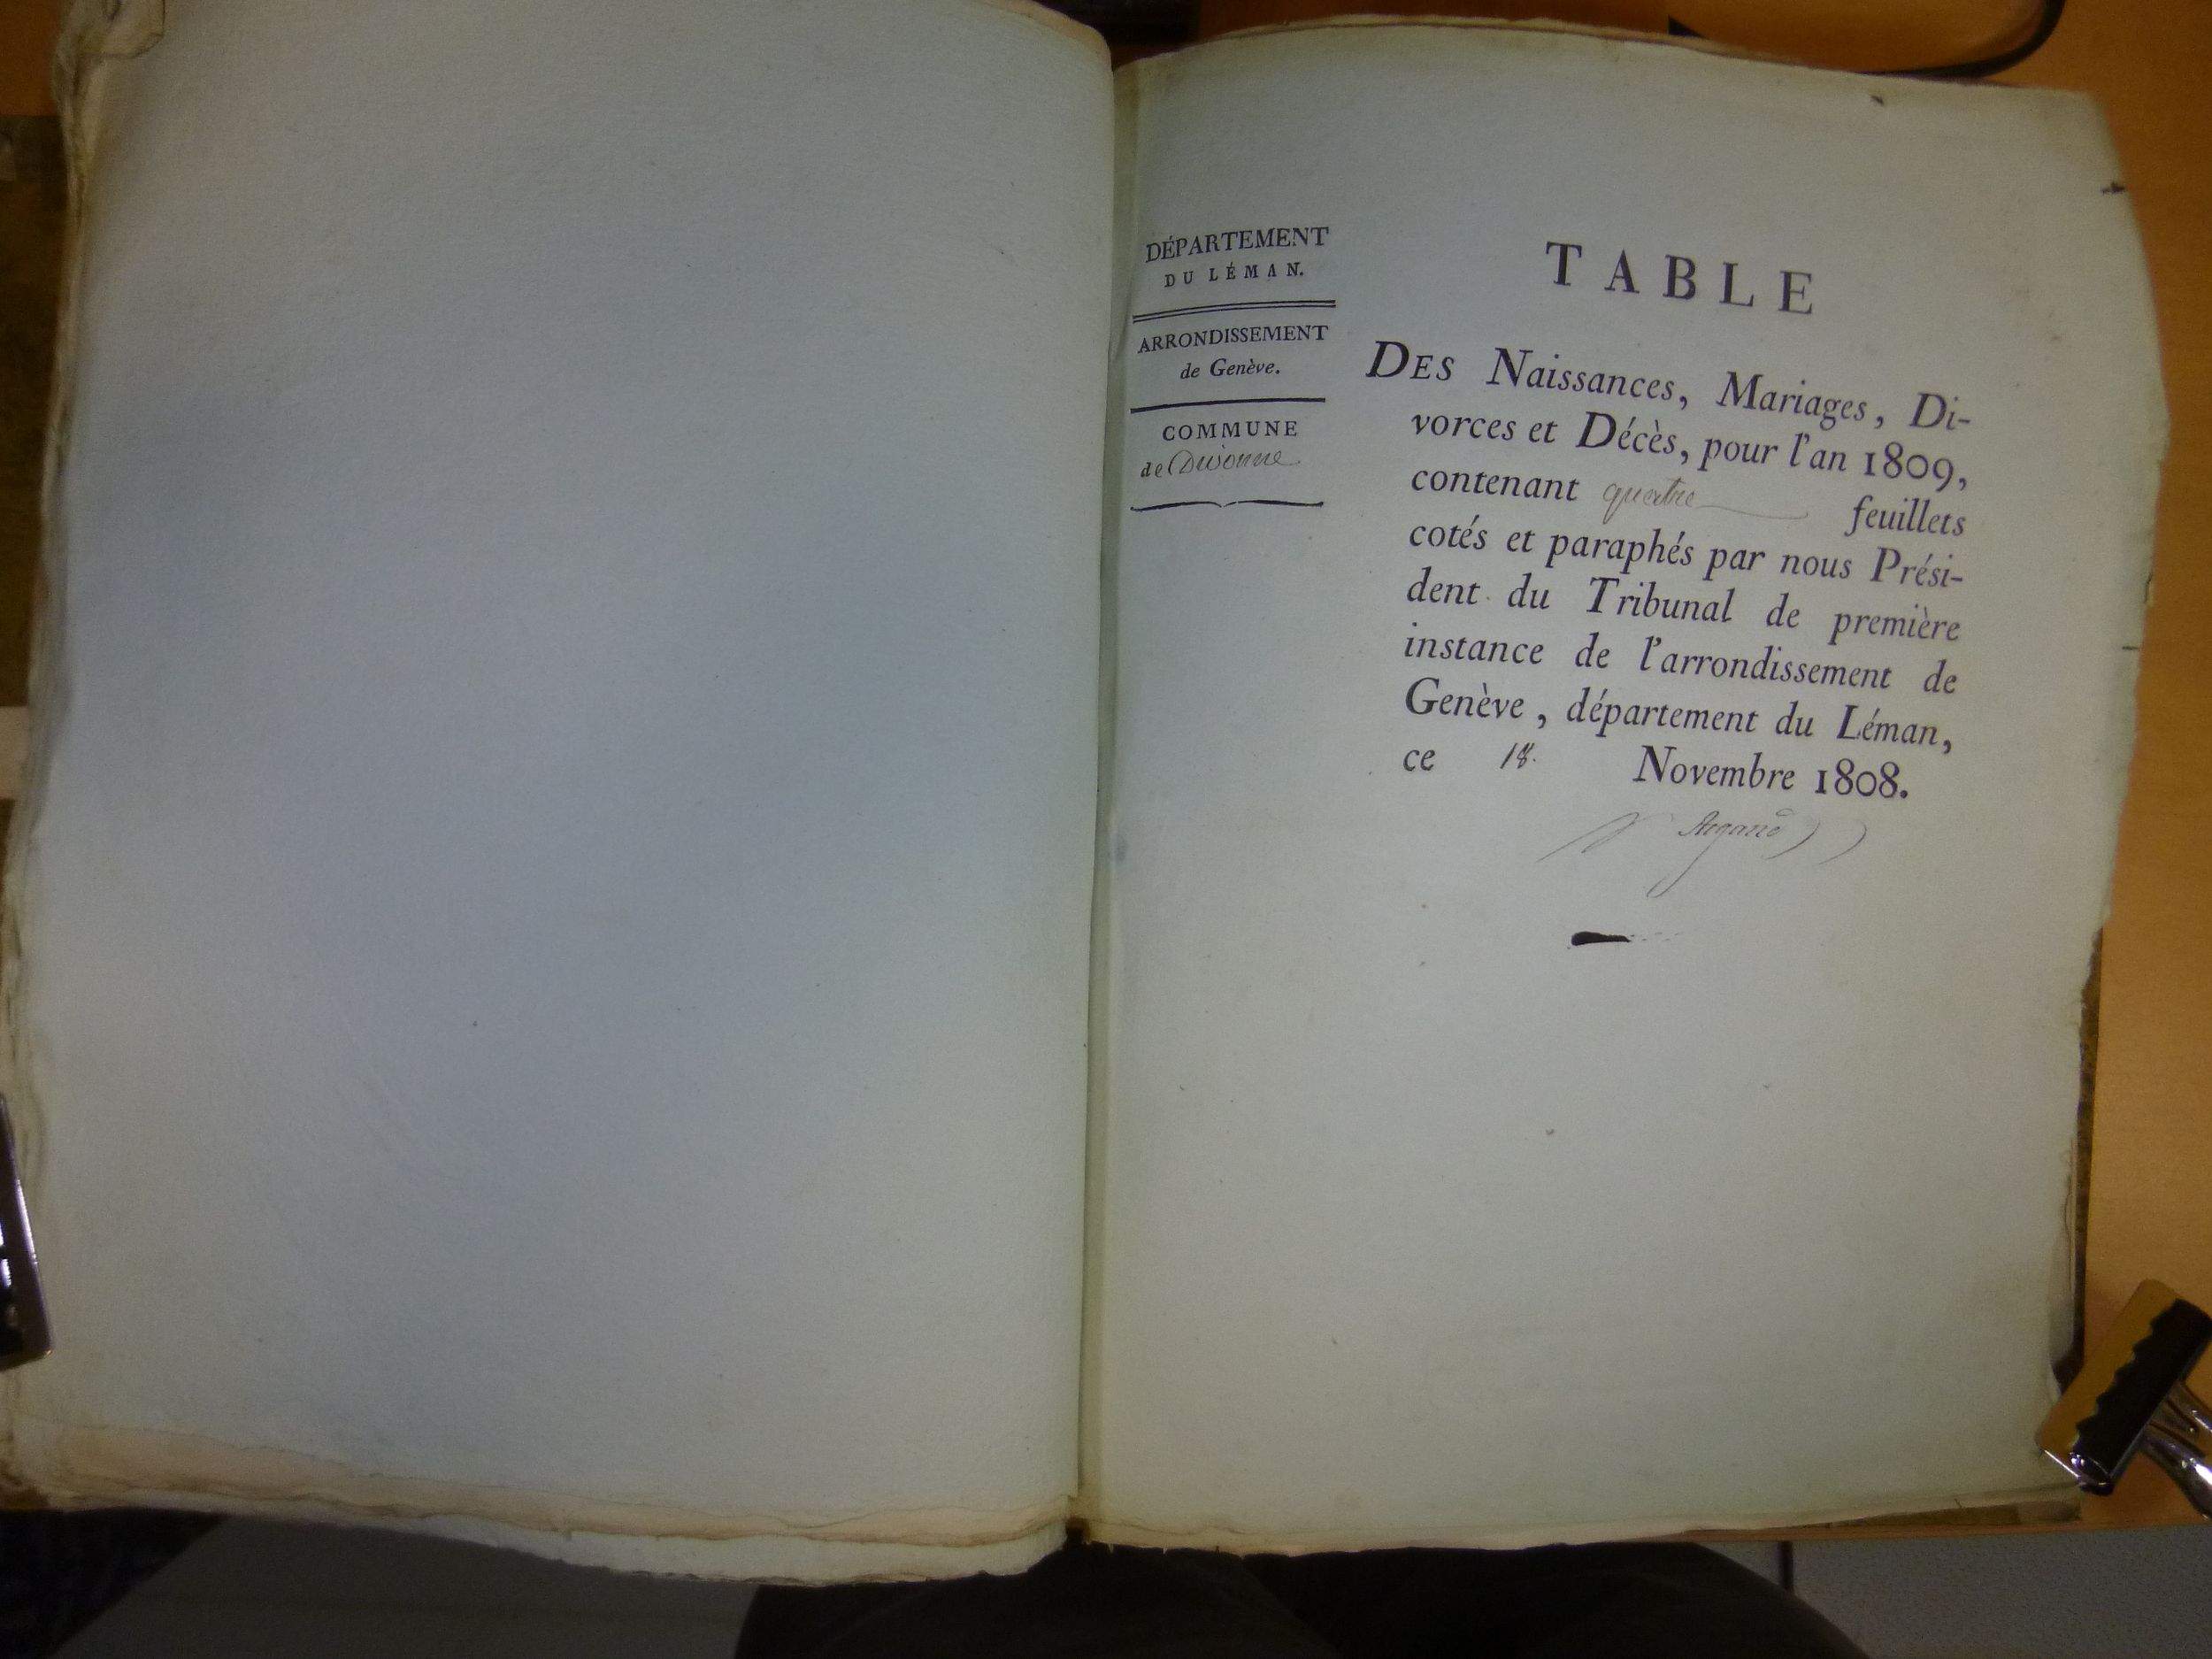 DÉPARTEMENT
DU LÉMAN.
ARRONDISSEMENT
de Genève.
COMMUNE
de Divonne
TABLE
DES Naissances, Mariages, Di-
vorces et Décès, pour l'an 1809,
contenant quatre feuillets
cotés et paraphés par nous Prési-
dent du Tribunal de première
instance de l'arrondissement de
Genève, département du Léman,
ce 18. Novembre 1808.
Argand